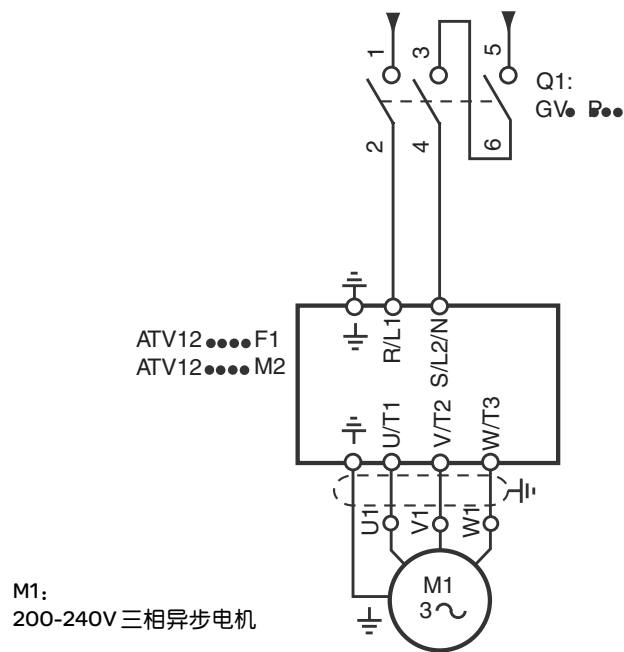 1
3
5
Q1:
GV● P●●
2
4
6
ATV12●●●●F1
ATV12●●●●M2
R/L1
S/L2/N
U/T1
V/T2
W/T3
U1
V1
W1
M1
3～
M1：
200-240V 三相异步电机